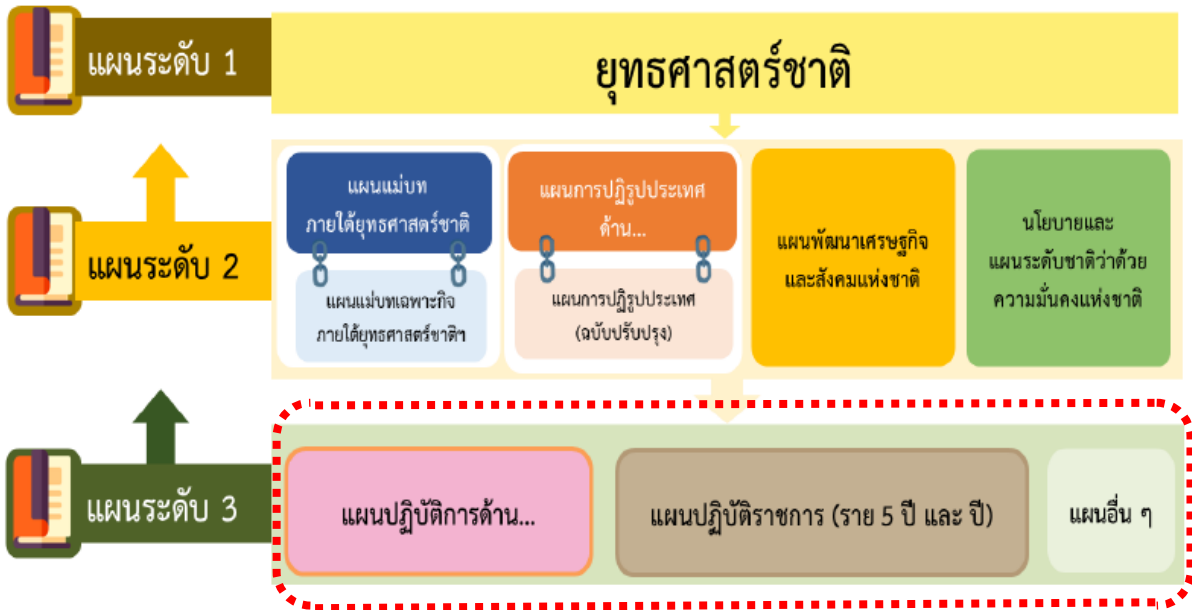 แผนระดับ 1
ยุทธศาสตร์ชาติ
แผนระดับ 2
แผนแม่บท
ภายใต้ยุทธศาสตร์ชาติ
แผนแม่บทเฉพาะกิจ
ภายใต้ยุทธศาสตร์ชาติฯ
แผนการปฏิรูปประเทศ
ด้าน...
แผนการปฏิรูปประเทศ
(ฉบับปรับปรุง)
แผนพัฒนาเศรษฐกิจ
และสังคมแห่งชาติ
นโยบายและ
แผนระดับชาติว่าด้วย
ความมั่นคงแห่งชาติ
แผนระดับ 3
แผนปฏิบัติการด้าน...
แผนปฏิบัติราชการ (ราย 5 ปี และ ปี)
แผนอื่น ๆ